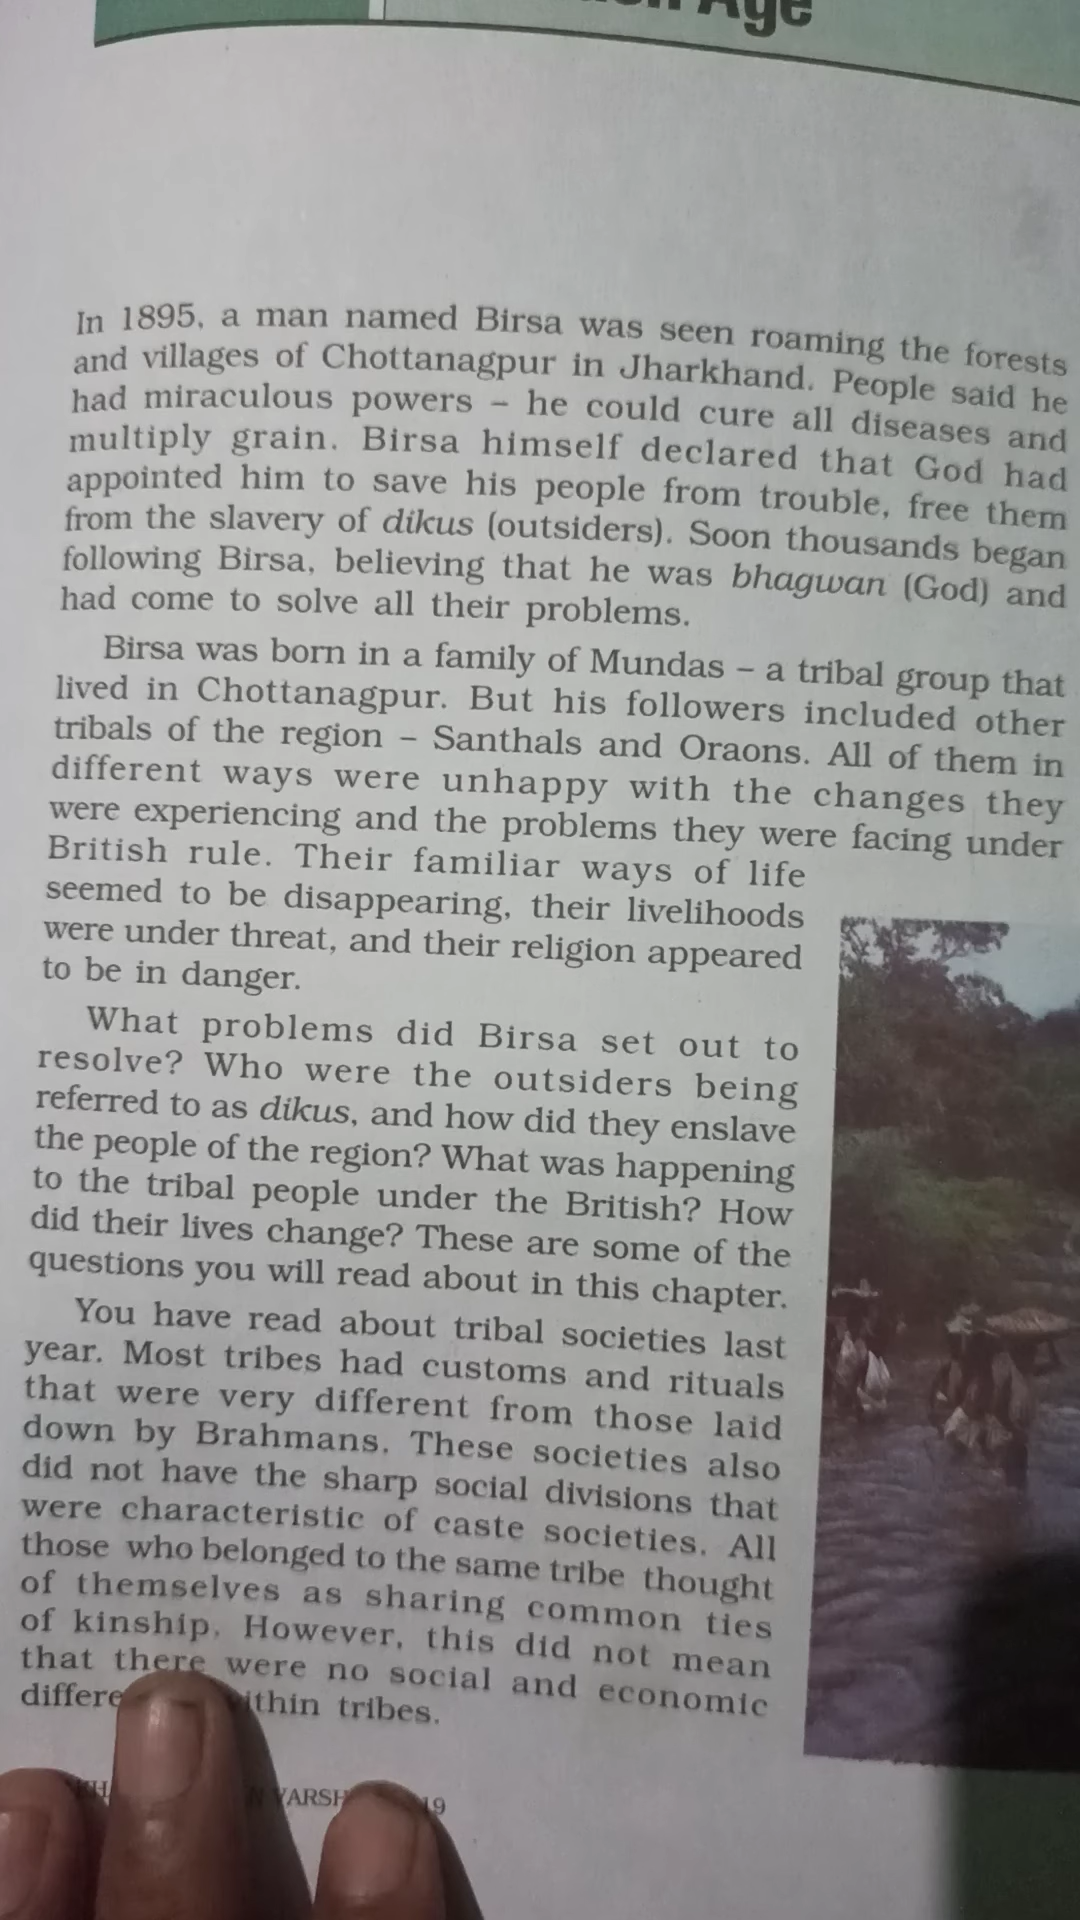 Age
In 1895, a man named Birsa was seen roaming the forests
and villages of Chottanagpur in Jharkhand. People said he
had miraculous powers – he could cure all diseases and
multiply grain. Birsa himself declared that God had
appointed him to save his people from trouble, free them
from the slavery of dikus (outsiders). Soon thousands began
following Birsa, believing that he was bhagwan (God) and
had come to solve all their problems.
Birsa was born in a family of Mundas – a tribal group that
lived in Chottanagpur. But his followers included other
tribals of the region – Santhals and Oraons. All of them in
different ways were unhappy with the changes they
were experiencing and the problems they were facing under
British rule. Their familiar ways of life
seemed to be disappearing, their livelihoods
were under threat, and their religion appeared
to be in danger.
What problems did Birsa set out to
resolve? Who were the outsiders being
referred to as dikus, and how did they enslave
the people of the region? What was happening
to the tribal people under the British? How
did their lives change? These are some of the
questions you will read about in this chapter.
You have read about tribal societies last
year. Most tribes had customs and rituals
that were very different from those laid
down by Brahmans. These societies also
did not have the sharp social divisions that
were characteristic of caste societies. All
those who belonged to the same tribe thought
of themselves as sharing common ties
of kinship. However, this did not mean
that there were no social and economic
tribes.